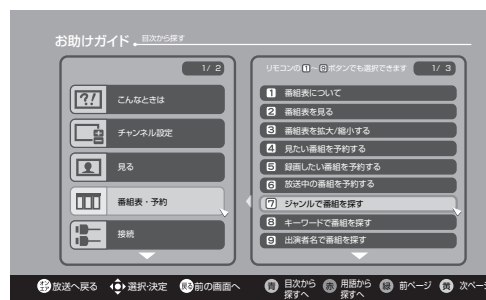 お助けガイド 目次から探す
1/ 2
?!
こんなときは
チャンネル設定
見る
番組表・予約
接続
リモコンの1~9ボタンでも選択できます 1/ 3
1 番組表について
2 番組表を見る
3 番組表を拡大/縮小する
4 見たい番組を予約する
5 録画したい番組を予約する
6 放送中の番組を予約する
7 ジャンルで番組を探す
8 キーワードで番組を探す
9 出演者名で番組を探す
放送へ戻る 選択・決定 戻る 前の画面へ 青 目次から探すへ 赤 用語から探すへ 緑 前ページ 黄 次ペー